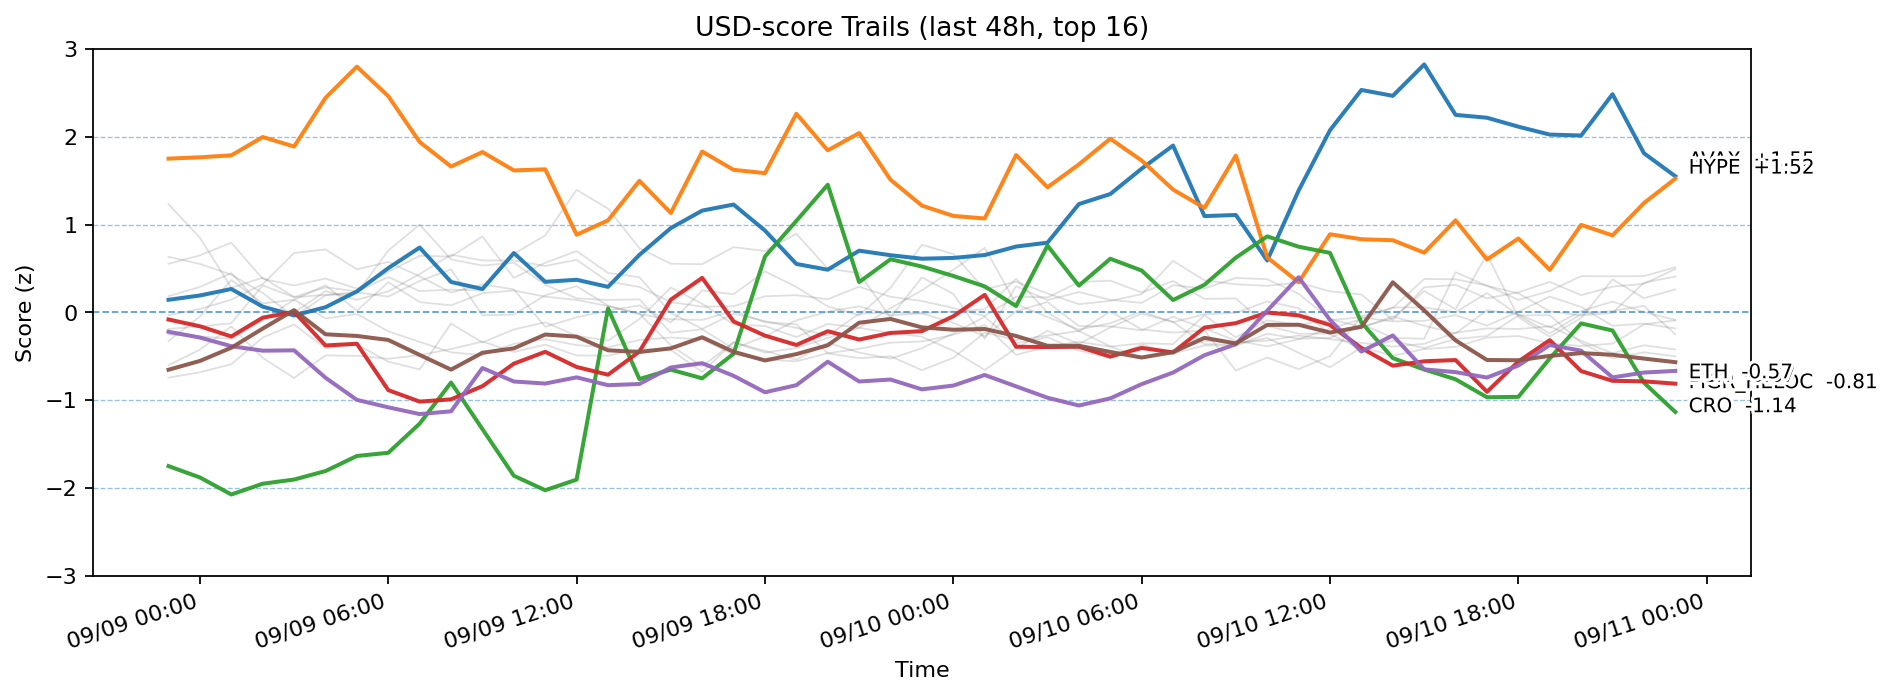 USD-score Trails (last 48h, top 16)
Score (z)
3
2
1
0
−1
−2
−3
HYPE +1.52
ETH -0.57
-0.81
CRO -1.14
09/09 00:00
09/09 06:00
09/09 12:00
09/09 18:00
09/10 00:00
09/10 06:00
09/10 12:00
09/10 18:00
09/11 00:00
Time